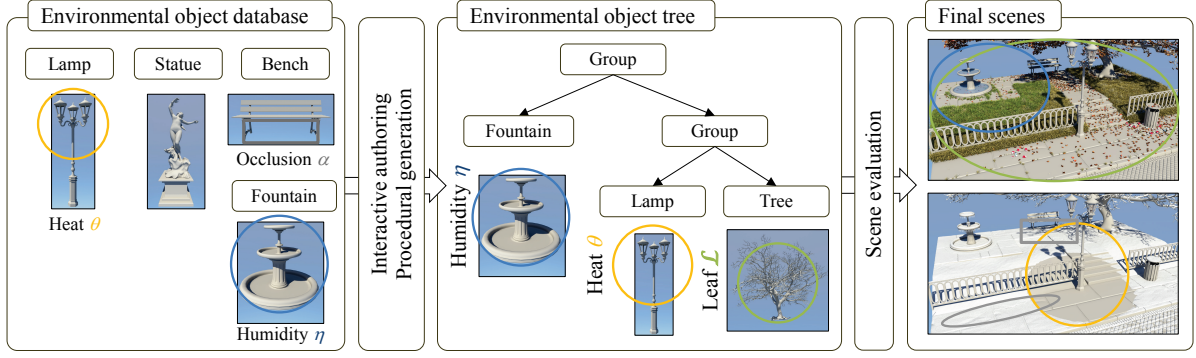 Environmental object database
Lamp
Statue
Bench
Occlusion α
Heat θ
Fountain
Humidity η
Interactive authoring
Procedural generation
Environmental object tree
Group
Fountain
Group
Humidity η
Lamp
Tree
Heat θ
Leaf ℒ
Scene evaluation
Final scenes